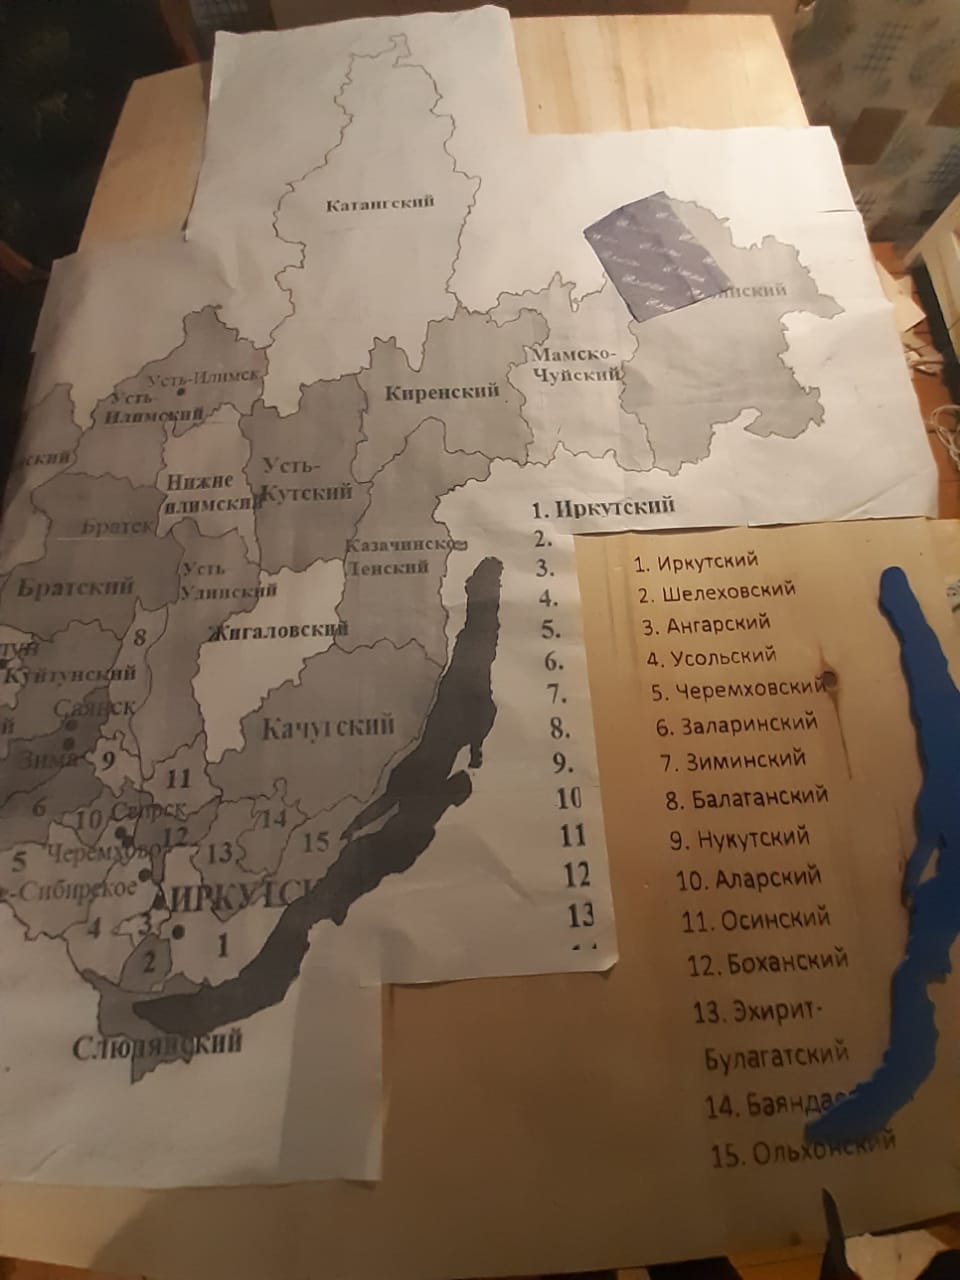 Катангский
нский
Мамско-
Чуйский
Киренский
Усть-Илимск
Усть-
Илимский
ский
Нижне
илимский
Усть-
Кутский
Братск
Казачинско
Ленский
Братский
Усть
Удинский
Жигаловский
8
Куйтунский
Саянск
й
Зима
9
11
Качугский
6
10
Свирск
12
14
5
Черемхово
13
15
-Сибирское
ИРКУТСК
4
3
1
2
Слюдянский
1. Иркутский
2.
3.
4.
5.
6.
7.
8.
9.
10
11
12
13
1. Иркутский
2. Шелеховский
3. Ангарский
4. Усольский
5. Черемховский
6. Заларинский
7. Зиминский
8. Балаганский
9. Нукутский
10. Аларский
11. Осинский
12. Боханский
13. Эхирит-
Булагатский
14. Баянда
15. Ольхонский